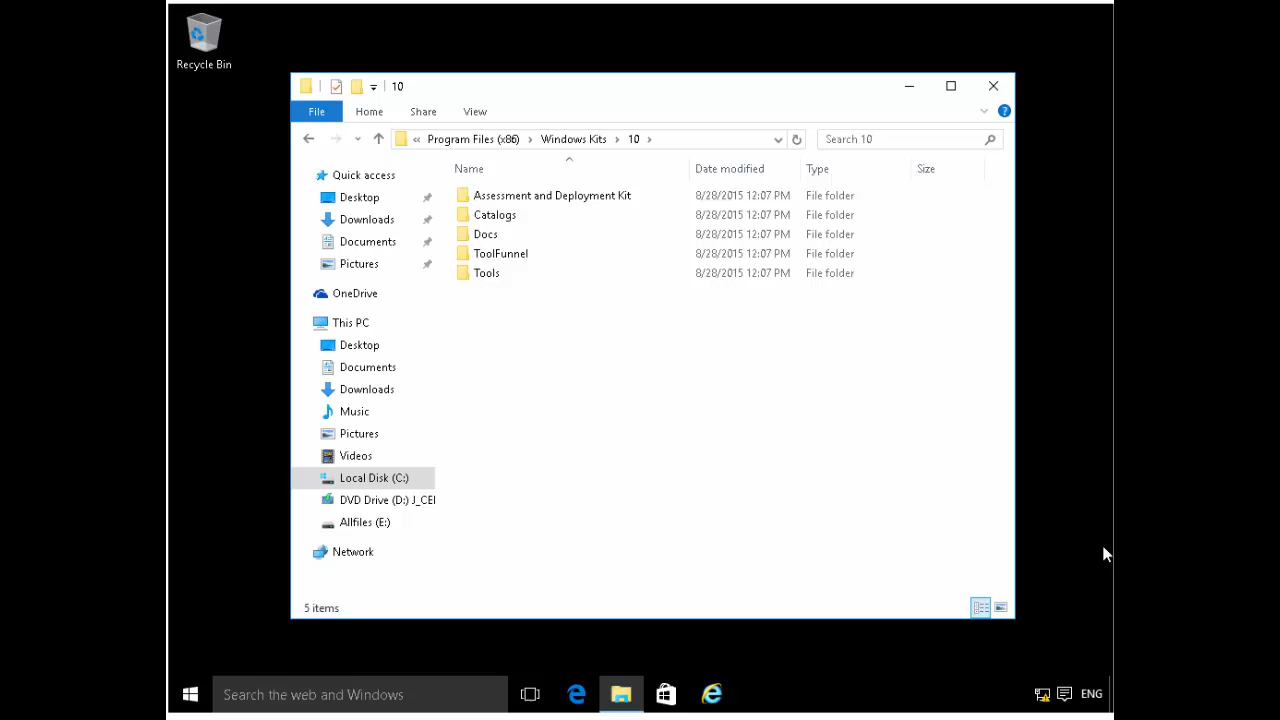 Recycle Bin
10
File Home Share View
« Program Files (x86) › Windows Kits › 10 ›
Search 10
Name Date modified Type Size
Quick access
Desktop
Downloads
Documents
Pictures
OneDrive
This PC
Desktop
Documents
Downloads
Music
Pictures
Videos
Local Disk (C:)
DVD Drive (D:) J_CEI
Allfiles (E:)
Network
Assessment and Deployment Kit 8/28/2015 12:07 PM File folder
Catalogs 8/28/2015 12:07 PM File folder
Docs 8/28/2015 12:07 PM File folder
ToolFunnel 8/28/2015 12:07 PM File folder
Tools 8/28/2015 12:07 PM File folder
5 items
Search the web and Windows
ENG